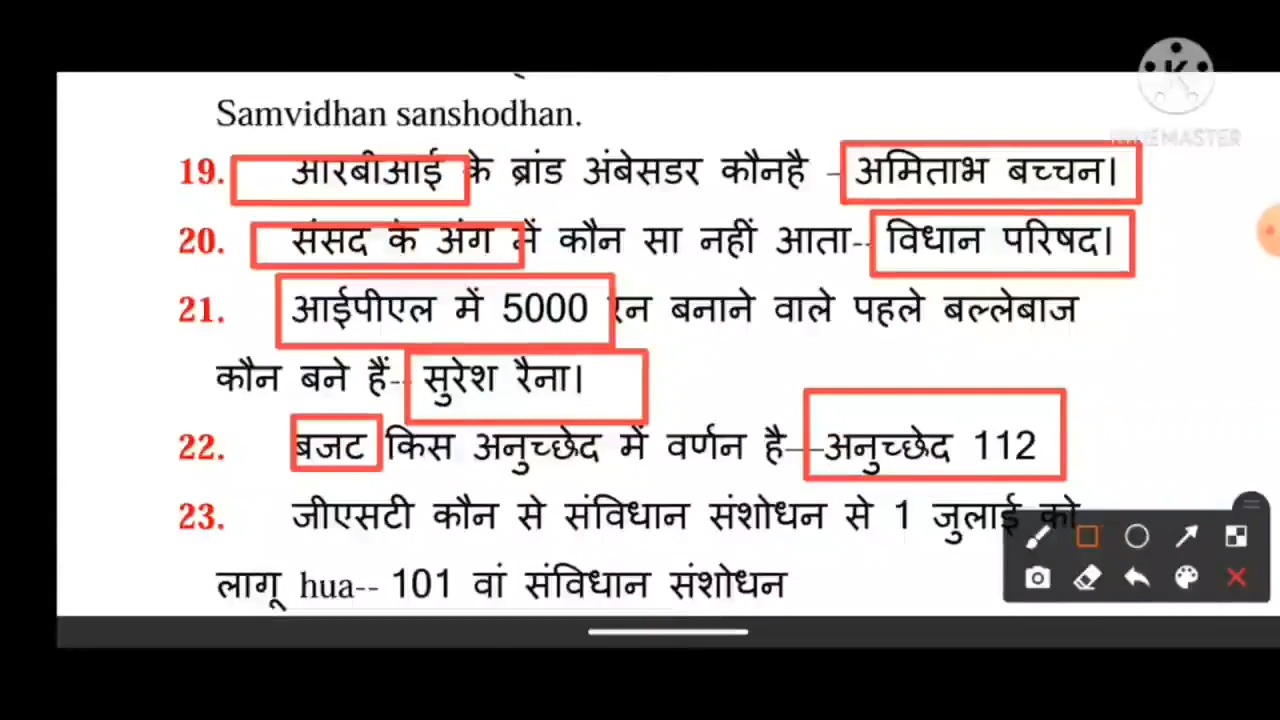 Samvidhan sanshodhan.
19. आरबीआई के ब्रांड अंबेसडर कौनहै – अमिताभ बच्चन।
20. संसद के अंग में कौन सा नहीं आता-- विधान परिषद।
21. आईपीएल में 5000 रन बनाने वाले पहले बल्लेबाज
कौन बने हैं-- सुरेश रैना।
22. बजट किस अनुच्छेद में वर्णन है-–-अनुच्छेद 112
23. जीएसटी कौन से संविधान संशोधन से 1 जुलाई को
लागू hua-- 101 वां संविधान संशोधन
K
KINEMASTER